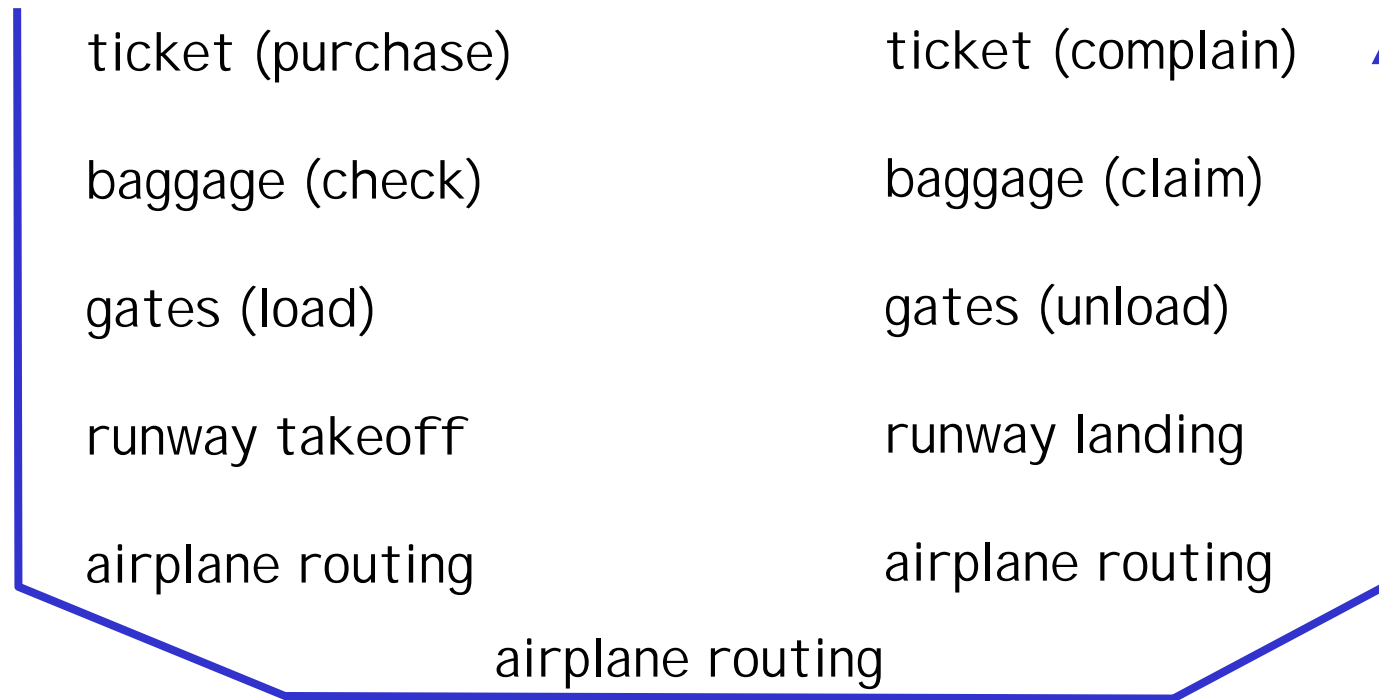 ticket (purchase)
ticket (complain)
baggage (check)
baggage (claim)
gates (load)
gates (unload)
runway takeoff
runway landing
airplane routing
airplane routing
airplane routing